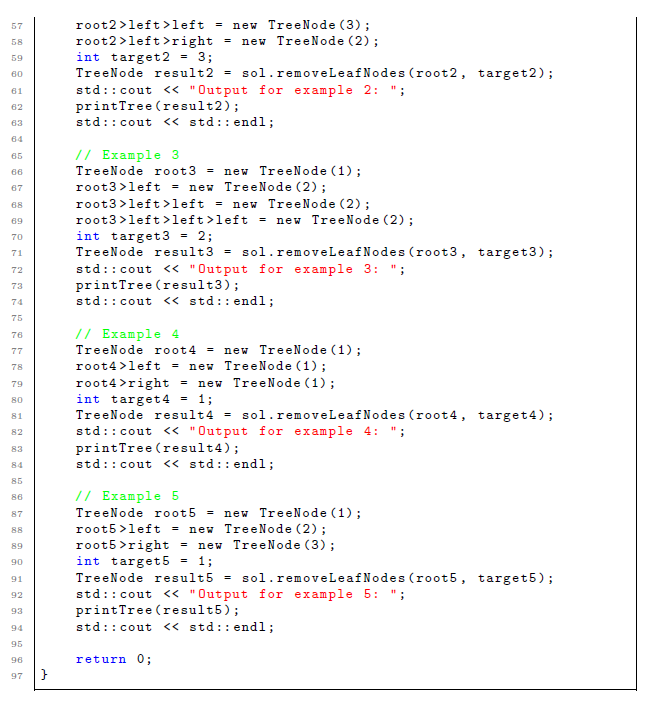 57 root2>left>left = new TreeNode(3);
58 root2>left>right = new TreeNode(2);
59 int target2 = 3;
60 TreeNode result2 = sol.removeLeafNodes(root2, target2);
61 std::cout << "Output for example 2: ";
62 printTree(result2);
63 std::cout << std::endl;
64
65 // Example 3
66 TreeNode root3 = new TreeNode(1);
67 root3>left = new TreeNode(2);
68 root3>left>left = new TreeNode(2);
69 root3>left>left>left = new TreeNode(2);
70 int target3 = 2;
71 TreeNode result3 = sol.removeLeafNodes(root3, target3);
72 std::cout << "Output for example 3: ";
73 printTree(result3);
74 std::cout << std::endl;
75
76 // Example 4
77 TreeNode root4 = new TreeNode(1);
78 root4>left = new TreeNode(1);
79 root4>right = new TreeNode(1);
80 int target4 = 1;
81 TreeNode result4 = sol.removeLeafNodes(root4, target4);
82 std::cout << "Output for example 4: ";
83 printTree(result4);
84 std::cout << std::endl;
85
86 // Example 5
87 TreeNode root5 = new TreeNode(1);
88 root5>left = new TreeNode(2);
89 root5>right = new TreeNode(3);
90 int target5 = 1;
91 TreeNode result5 = sol.removeLeafNodes(root5, target5);
92 std::cout << "Output for example 5: ";
93 printTree(result5);
94 std::cout << std::endl;
95
96 return 0;
97 }